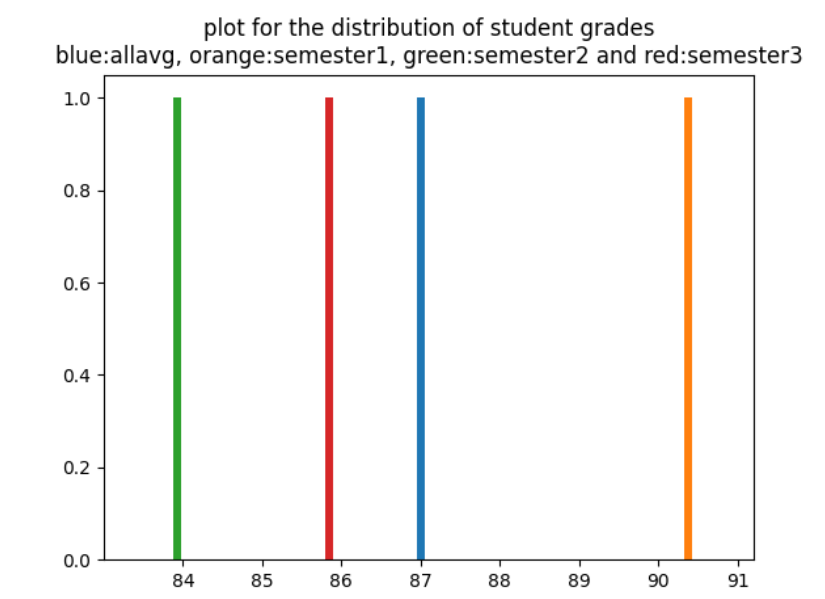 plot for the distribution of student grades
blue:allavg, orange:semester1, green:semester2 and red:semester3
1.0
0.8
0.6
0.4
0.2
0.0
84 85 86 87 88 89 90 91